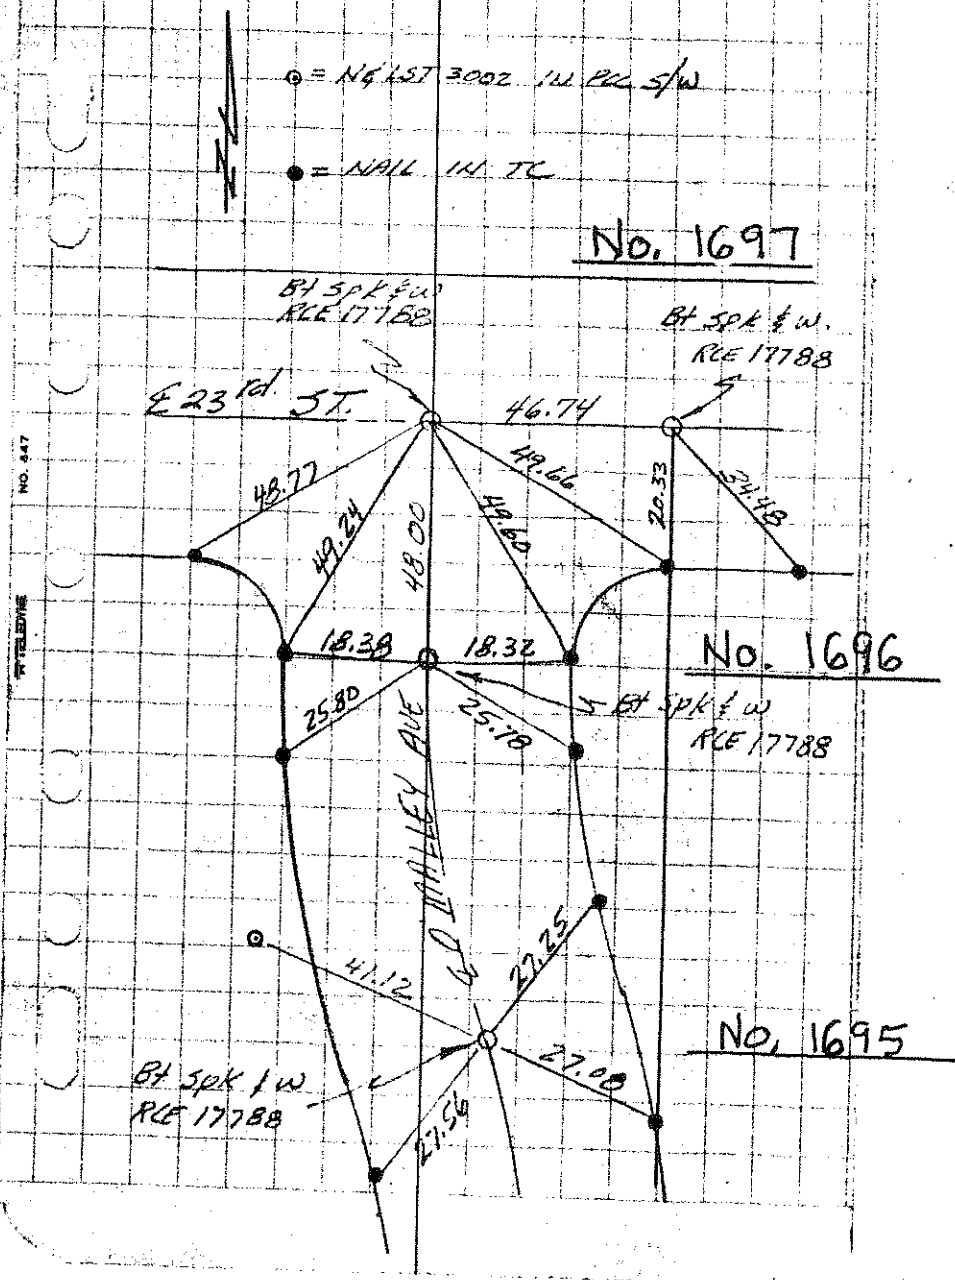 ⊙ = N&LST 3002 IN PCC S/W
● = NAIL IN TC
No. 1697
Bt Spk & W
RCE 17788
Bt Spk & W.
RCE 17788
℄ 23rd. ST.
46.74
48.77
49.24
48.00
49.60
49.66
20.33
34.48
NO. 647
TELEDYNE
18.38
18.32
No. 1696
25.80
25.78
Bt Spk & W
RCE 17788
MALLEY AVE
41.12
27.25
No. 1695
27.08
27.56
Bt Spk & W
RCE 17788